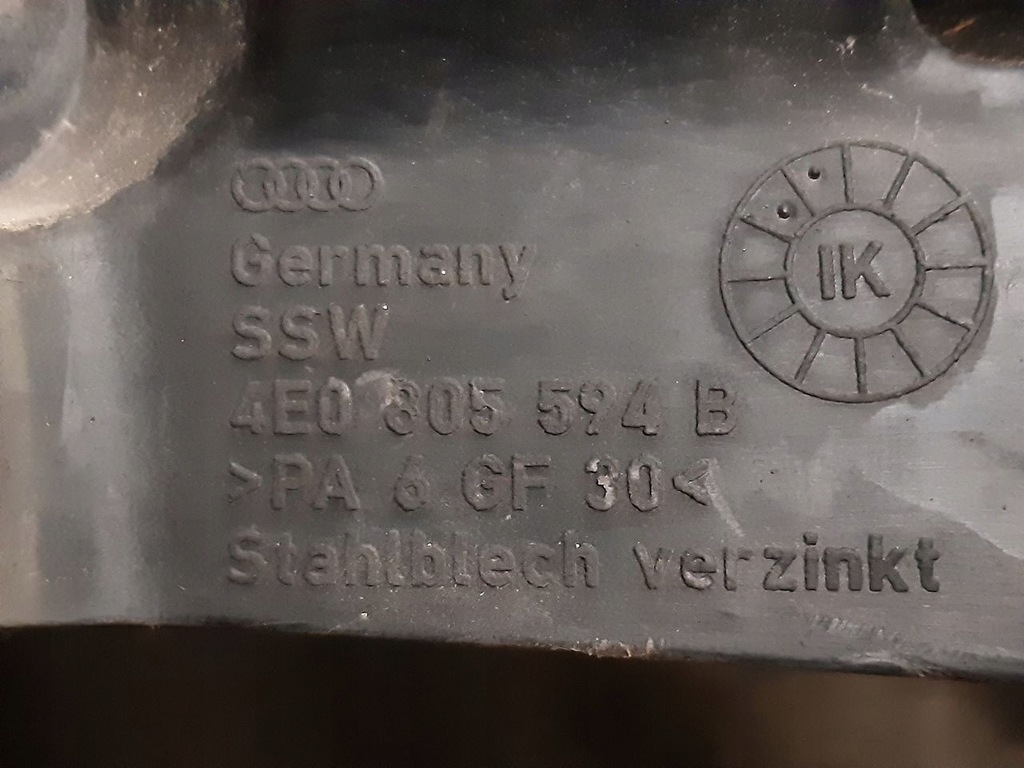 Germany
SSW
4E0 805 594 B
>PA 6 GF 30<
Stahlblech verzinkt
IK